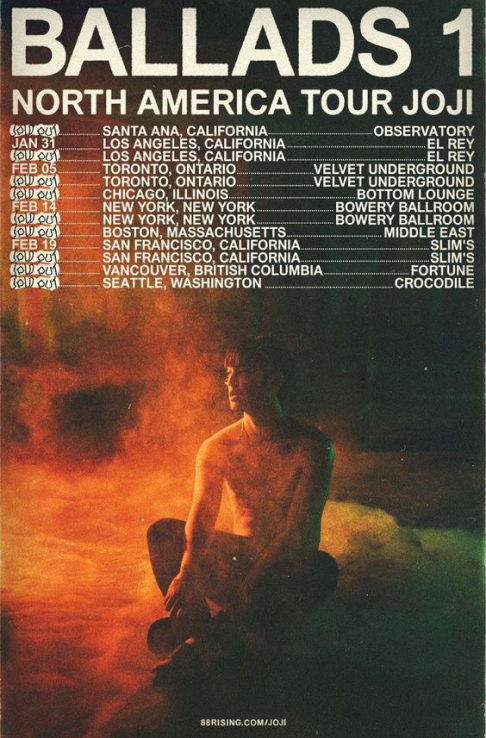 BALLADS 1
NORTH AMERICA TOUR JOJI
SOLD OUT SANTA ANA, CALIFORNIA OBSERVATORY
JAN 31 LOS ANGELES, CALIFORNIA EL REY
SOLD OUT LOS ANGELES, CALIFORNIA EL REY
FEB 05 TORONTO, ONTARIO VELVET UNDERGROUND
SOLD OUT TORONTO, ONTARIO VELVET UNDERGROUND
SOLD OUT CHICAGO, ILLINOIS BOTTOM LOUNGE
FEB 14 NEW YORK, NEW YORK BOWERY BALLROOM
SOLD OUT NEW YORK, NEW YORK BOWERY BALLROOM
SOLD OUT BOSTON, MASSACHUSETTS MIDDLE EAST
FEB 19 SAN FRANCISCO, CALIFORNIA SLIM'S
SOLD OUT SAN FRANCISCO, CALIFORNIA SLIM'S
SOLD OUT VANCOUVER, BRITISH COLUMBIA FORTUNE
SOLD OUT SEATTLE, WASHINGTON CROCODILE
88RISING.COM/JOJI